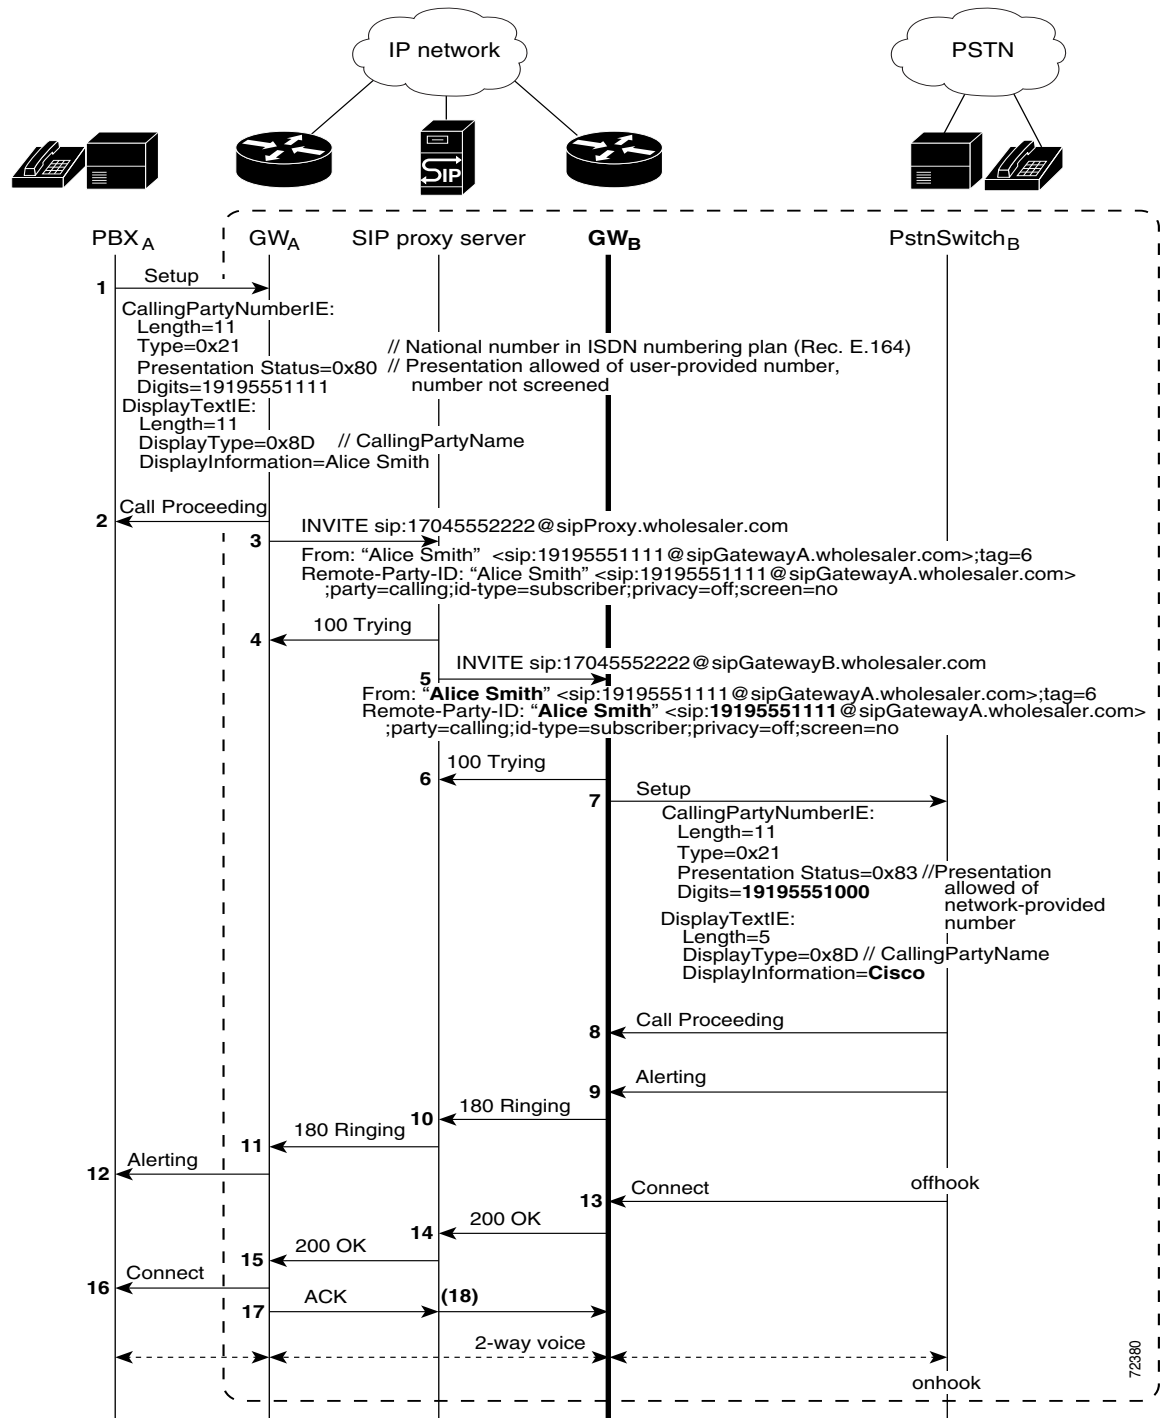 IP network
PSTN
SIP
PBX A
GW A
SIP proxy server
GW B
PstnSwitch B
1
Setup
CallingPartyNumberIE:
Length=11
Type=0x21 // National number in ISDN numbering plan (Rec. E.164)
Presentation Status=0x80 // Presentation allowed of user-provided number,
number not screened
Digits=19195551111
DisplayTextIE:
Length=11
DisplayType=0x8D // CallingPartyName
DisplayInformation=Alice Smith
2
Call Proceeding
3
INVITE sip:17045552222@sipProxy.wholesaler.com
From: “Alice Smith” <sip:19195551111@sipGatewayA.wholesaler.com>;tag=6
Remote-Party-ID: “Alice Smith” <sip:19195551111@sipGatewayA.wholesaler.com>
;party=calling;id-type=subscriber;privacy=off;screen=no
4
100 Trying
5
INVITE sip:17045552222@sipGatewayB.wholesaler.com
From: “Alice Smith” <sip:19195551111@sipGatewayA.wholesaler.com>;tag=6
Remote-Party-ID: “Alice Smith” <sip:19195551111@sipGatewayA.wholesaler.com>
;party=calling;id-type=subscriber;privacy=off;screen=no
6
100 Trying
7
Setup
CallingPartyNumberIE:
Length=11
Type=0x21
Presentation Status=0x83 //Presentation
allowed of
network-provided
number
Digits=19195551000
DisplayTextIE:
Length=5
DisplayType=0x8D // CallingPartyName
DisplayInformation=Cisco
8
Call Proceeding
9
Alerting
10
180 Ringing
11
180 Ringing
12
Alerting
13
Connect
offhook
14
200 OK
15
200 OK
16
Connect
17
ACK
(18)
2-way voice
onhook
72380